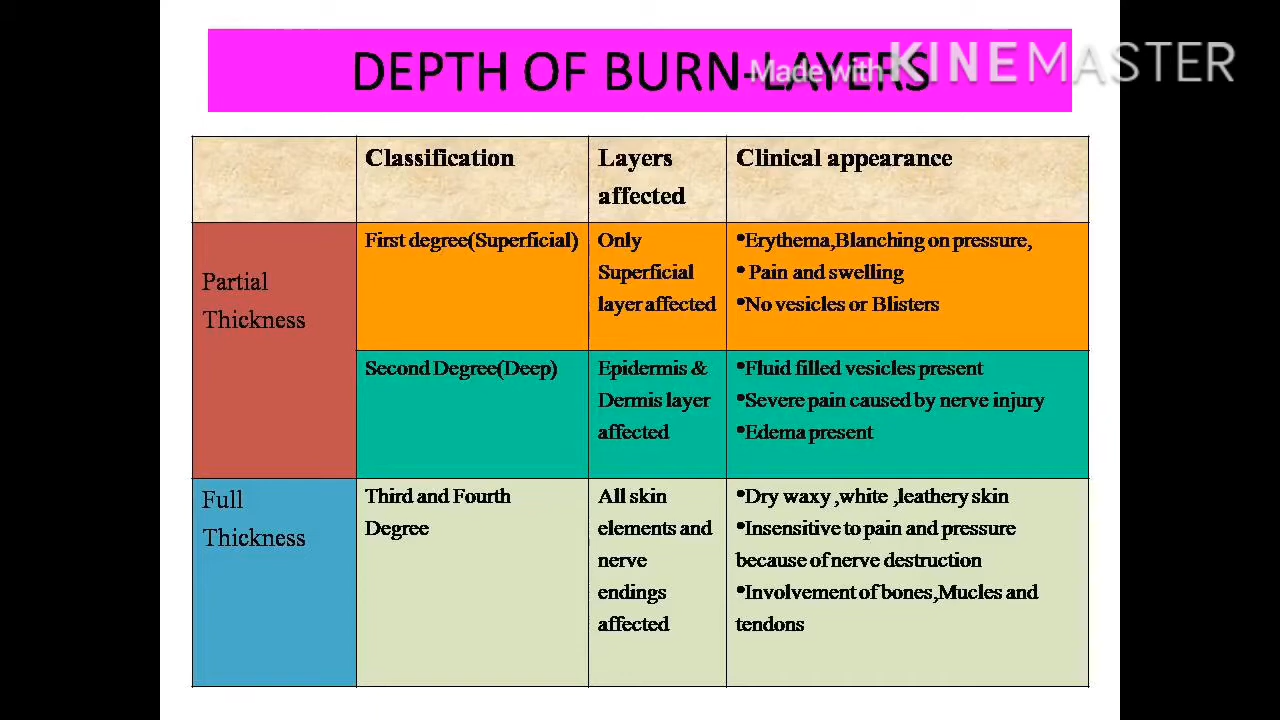 DEPTH OF BURN-LAYERS
Made with KINEMASTER
Classification
Layers
affected
Clinical appearance
Partial
Thickness
First degree(Superficial)
Only
Superficial
layer affected
•Erythema,Blanching on pressure,
• Pain and swelling
•No vesicles or Blisters
Second Degree(Deep)
Epidermis &
Dermis layer
affected
•Fluid filled vesicles present
•Severe pain caused by nerve injury
•Edema present
Full
Thickness
Third and Fourth
Degree
All skin
elements and
nerve
endings
affected
•Dry waxy ,white ,leathery skin
•Insensitive to pain and pressure
because of nerve destruction
•Involvement of bones,Mucles and
tendons